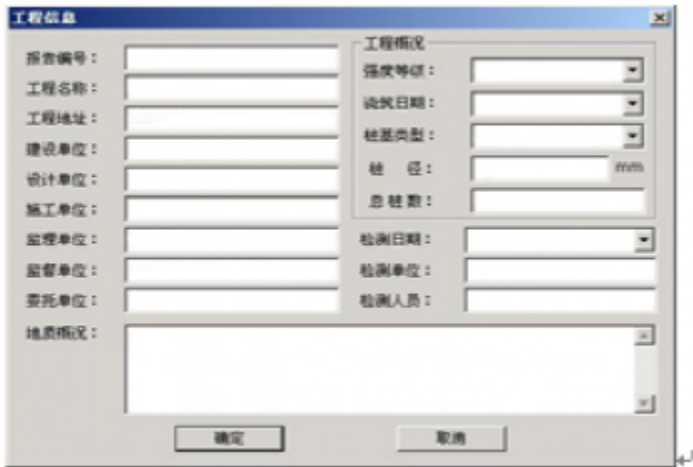 工程信息
报告编号：
工程名称：
工程地址：
建设单位：
设计单位：
施工单位：
监理单位：
监督单位：
委托单位：
工程概况
强度等级：
浇筑日期：
桩基类型：
桩 径： mm
总桩数：
检测日期：
检测单位：
检测人员：
地质概况：
确定
取消